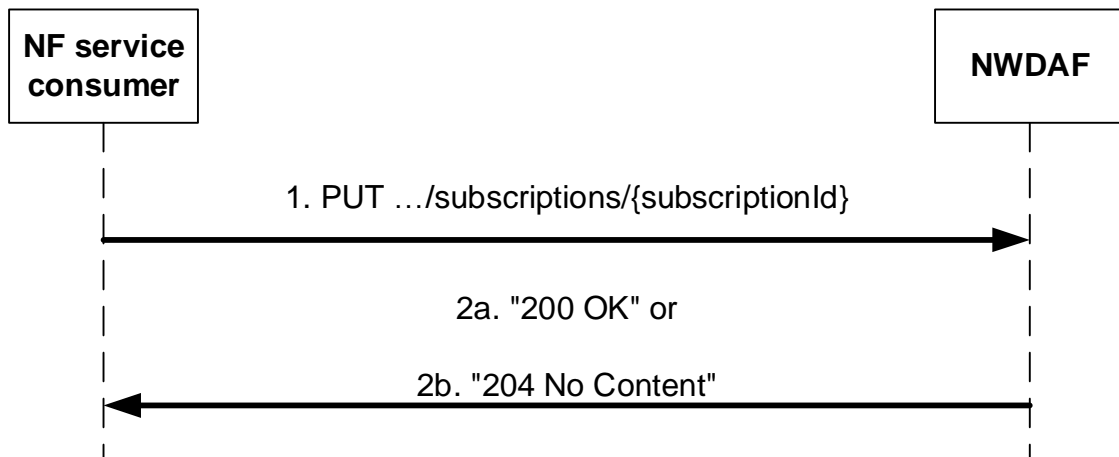 NF service
consumer
NWDAF
1. PUT …/subscriptions/{subscriptionId}
2a. "200 OK" or
2b. "204 No Content"